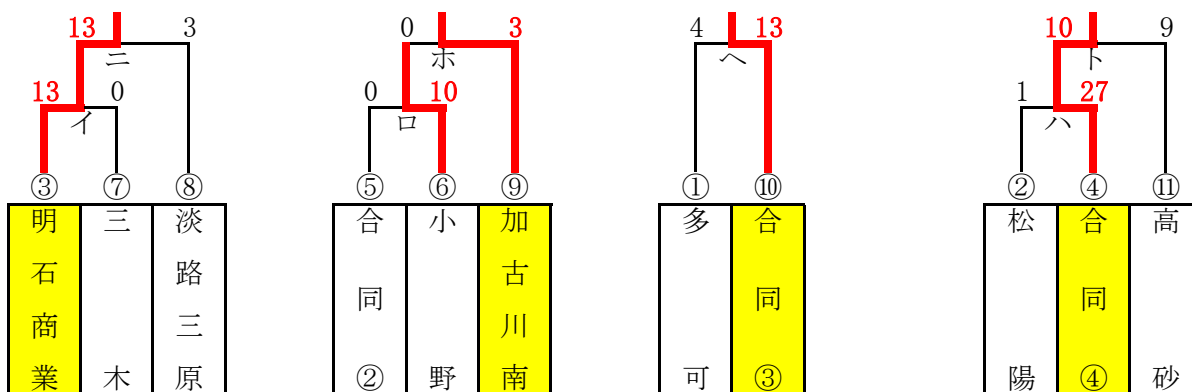 13 3 0 3 4 13 10 9
ニ ホ ヘ ト
13 0 0 10 1 27
イ ロ ハ
③ ⑦ ⑧ ⑤ ⑥ ⑨ ① ⑩ ② ④ ⑪
明石商業
三木
淡路三原
合同②
小野
加古川南
多可
合同③
松陽
合同④
高砂